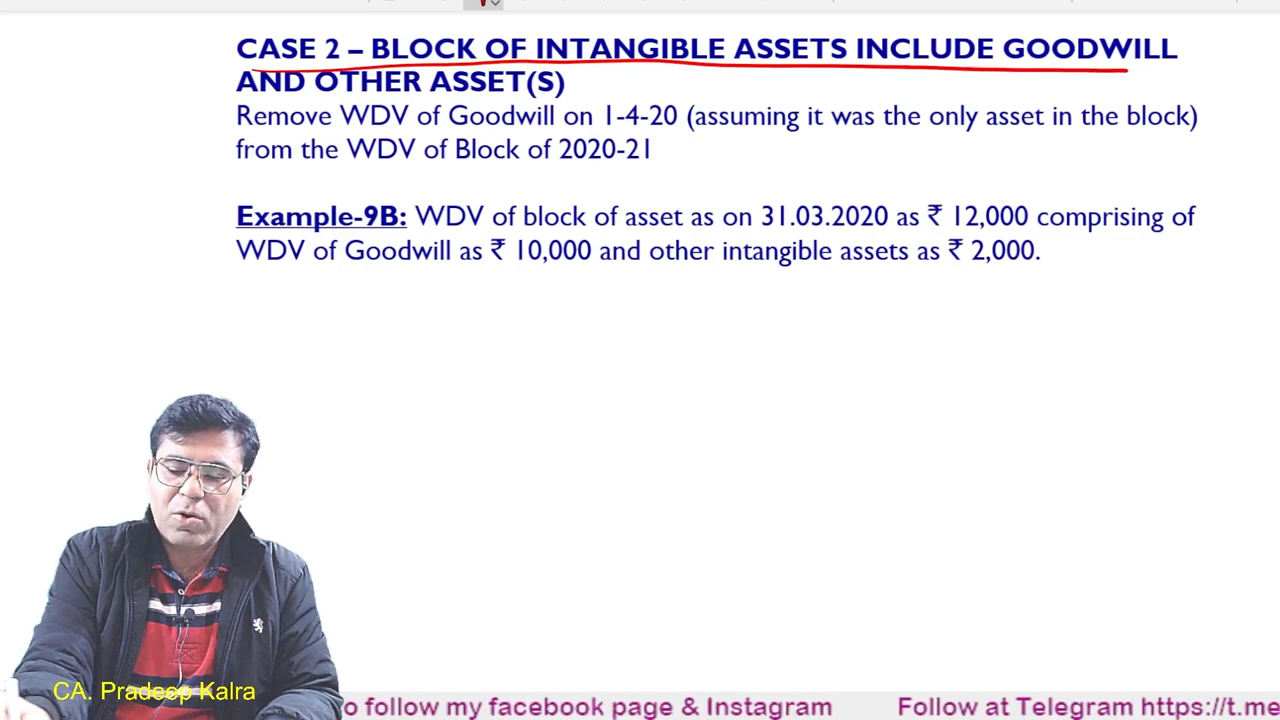 CASE 2 – BLOCK OF INTANGIBLE ASSETS INCLUDE GOODWILL
AND OTHER ASSET(S)
Remove WDV of Goodwill on 1-4-20 (assuming it was the only asset in the block)
from the WDV of Block of 2020-21
Example-9B: WDV of block of asset as on 31.03.2020 as ₹ 12,000 comprising of
WDV of Goodwill as ₹ 10,000 and other intangible assets as ₹ 2,000.
CA. Pradeep Kalra
o follow my facebook page & Instagram Follow at Telegram https://t.me